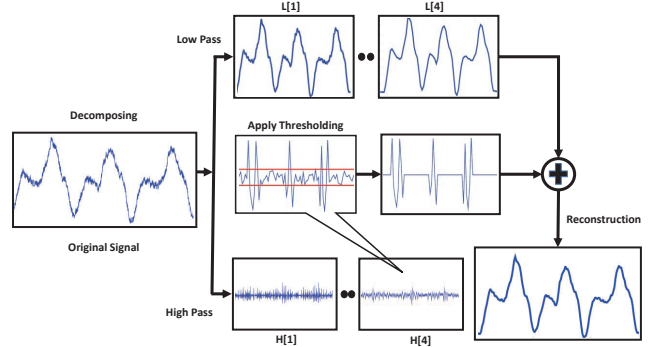 L[1]
L[4]
Low Pass
Decomposing
Apply Thresholding
Reconstruction
Original Signal
High Pass
H[1]
H[4]